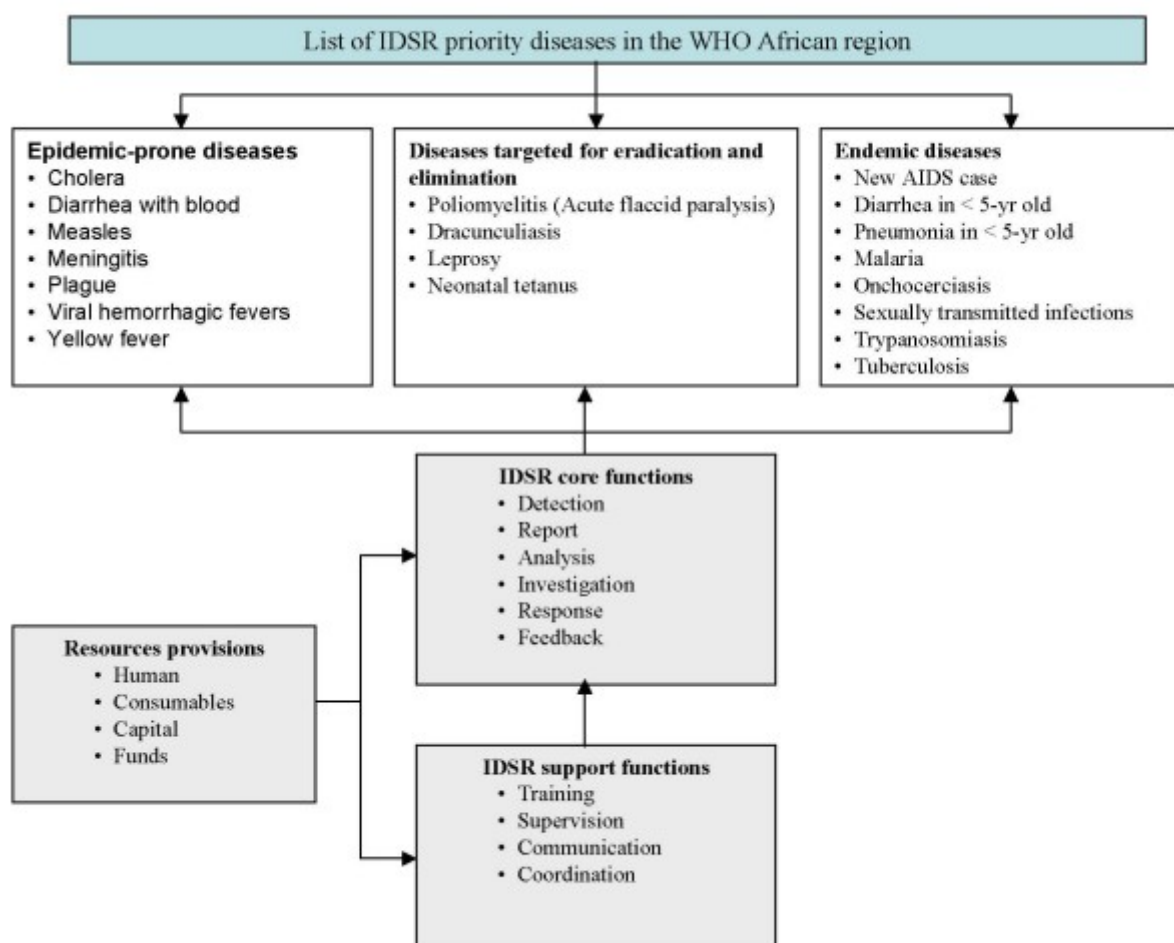 List of IDSR priority diseases in the WHO African region
Epidemic-prone diseases
• Cholera
• Diarrhea with blood
• Measles
• Meningitis
• Plague
• Viral hemorrhagic fevers
• Yellow fever
Diseases targeted for eradication and
elimination
• Poliomyelitis (Acute flaccid paralysis)
• Dracunculiasis
• Leprosy
• Neonatal tetanus
Endemic diseases
• New AIDS case
• Diarrhea in < 5-yr old
• Pneumonia in < 5-yr old
• Malaria
• Onchocerciasis
• Sexually transmitted infections
• Trypanosomiasis
• Tuberculosis
IDSR core functions
• Detection
• Report
• Analysis
• Investigation
• Response
• Feedback
Resources provisions
• Human
• Consumables
• Capital
• Funds
IDSR support functions
• Training
• Supervision
• Communication
• Coordination